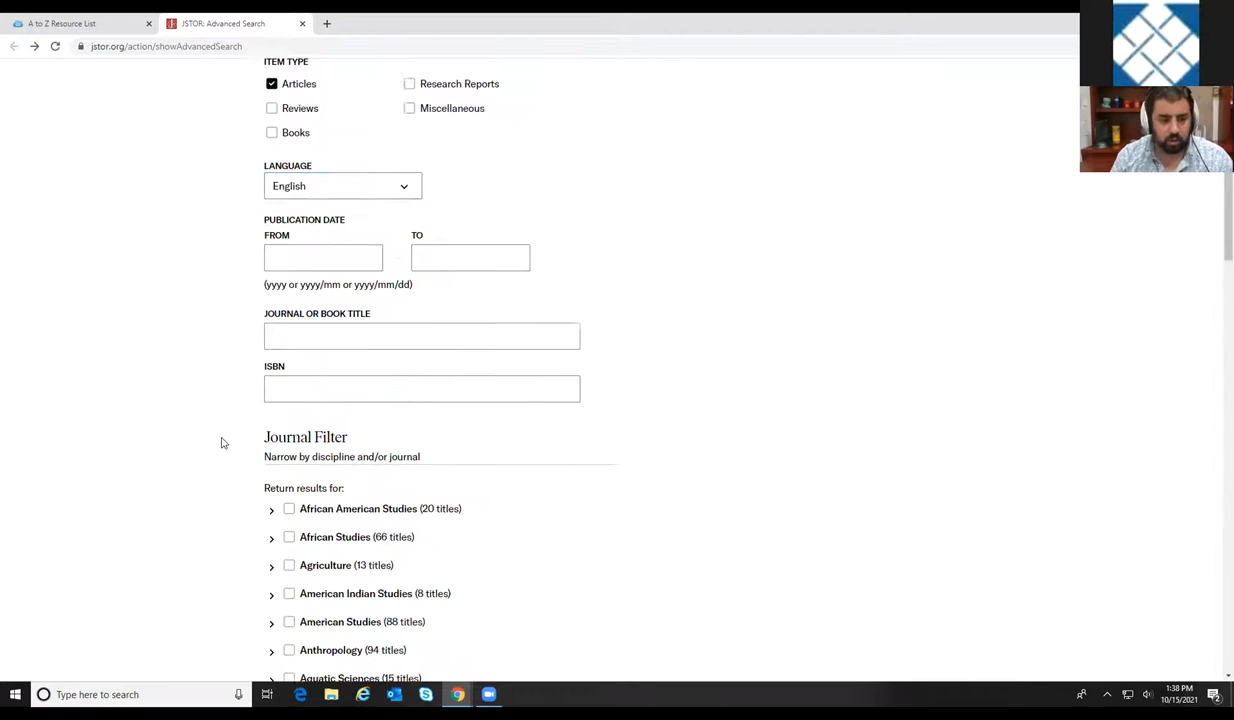 A to Z Resource List
JSTOR: Advanced Search
jstor.org/action/showAdvancedSearch
ITEM TYPE
Articles Research Reports
Reviews Miscellaneous
Books
LANGUAGE
English
PUBLICATION DATE
FROM TO
(yyyy or yyyy/mm or yyyy/mm/dd)
JOURNAL OR BOOK TITLE
ISBN
Journal Filter
Narrow by discipline and/or journal
Return results for:
African American Studies (20 titles)
African Studies (66 titles)
Agriculture (13 titles)
American Indian Studies (8 titles)
American Studies (88 titles)
Anthropology (94 titles)
Aquatic Sciences (15 titles)
Type here to search
1:38 PM
10/15/2021
2